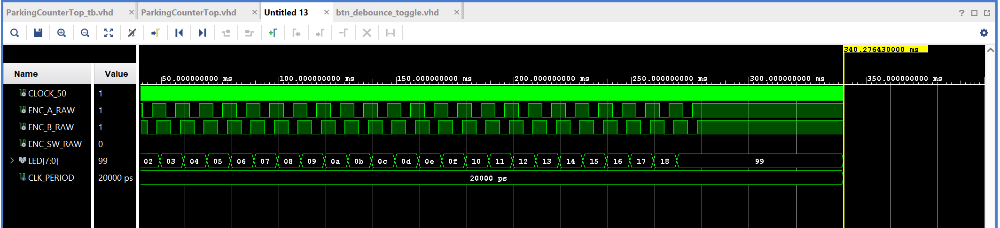 ParkingCounterTop_tb.vhd × ParkingCounterTop.vhd × Untitled 13 × btn_debounce_toggle.vhd × ?
340.276430000 ms
Name Value
50.000000000 ms 100.000000000 ms 150.000000000 ms 200.000000000 ms 250.000000000 ms 300.000000000 ms 350.000000000 ms
CLOCK_50 1
ENC_A_RAW 1
ENC_B_RAW 1
ENC_SW_RAW 0
LED[7:0] 99 02 03 04 05 06 07 08 09 0a 0b 0c 0d 0e 0f 10 11 12 13 14 15 16 17 18 99
CLK_PERIOD 20000 ps 20000 ps